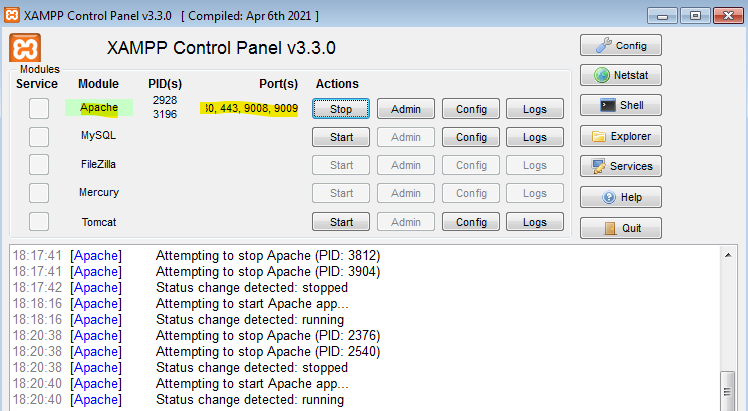 XAMPP Control Panel v3.3.0 [ Compiled: Apr 6th 2021 ]
XAMPP Control Panel v3.3.0
Modules
Service Module PID(s) Port(s) Actions
Apache 2928 3196 30, 443, 9008, 9009 Stop Admin Config Logs
MySQL Start Admin Config Logs
FileZilla Start Admin Config Logs
Mercury Start Admin Config Logs
Tomcat Start Admin Config Logs
Config
Netstat
Shell
Explorer
Services
Help
Quit
18:17:41 [Apache] Attempting to stop Apache (PID: 3812)
18:17:41 [Apache] Attempting to stop Apache (PID: 3904)
18:17:42 [Apache] Status change detected: stopped
18:18:16 [Apache] Attempting to start Apache app...
18:18:16 [Apache] Status change detected: running
18:20:38 [Apache] Attempting to stop Apache (PID: 2376)
18:20:38 [Apache] Attempting to stop Apache (PID: 2540)
18:20:38 [Apache] Status change detected: stopped
18:20:40 [Apache] Attempting to start Apache app...
18:20:40 [Apache] Status change detected: running